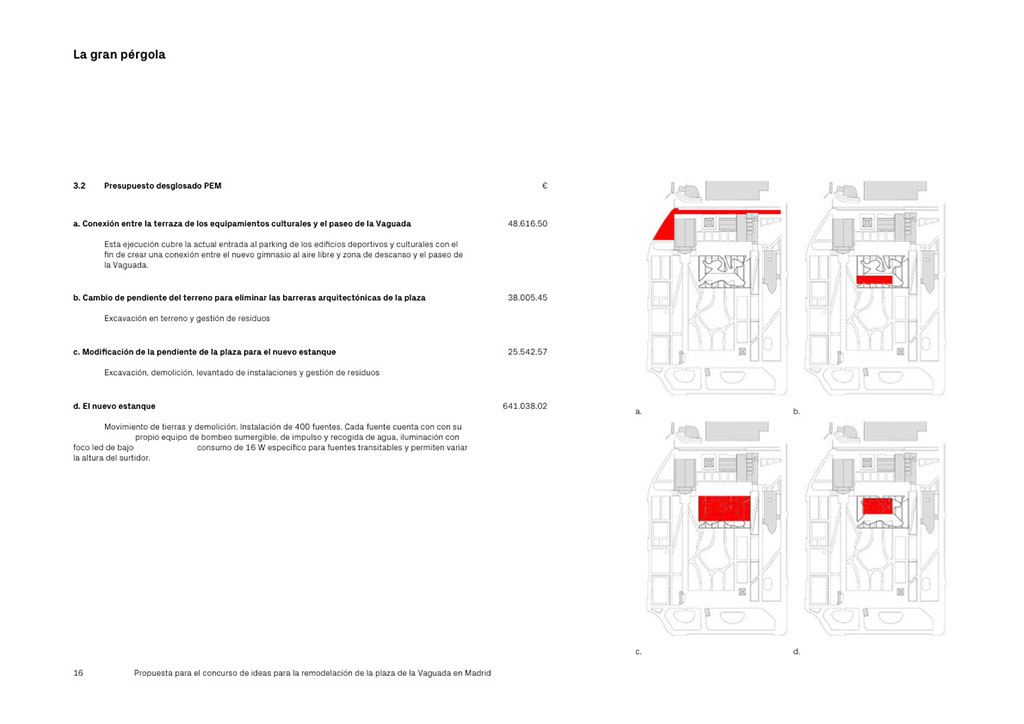 La gran pérgola
3.2 Presupuesto desglosado PEM €
a. Conexión entre la terraza de los equipamientos culturales y el paseo de la Vaguada 48,616.50
Esta ejecución cubre la actual entrada al parking de los edificios deportivos y culturales con el
fin de crear una conexión entre el nuevo gimnasio al aire libre y zona de descanso y el paseo de
la Vaguada.
b. Cambio de pendiente del terreno para eliminar las barreras arquitectónicas de la plaza 38.005,45
Excavación en terreno y gestión de residuos
c. Modificación de la pendiente de la plaza para el nuevo estanque 25.542,57
Excavación, demolición, levantado de instalaciones y gestión de residuos
d. El nuevo estanque 641.038,02
Movimiento de tierras y demolición. Instalación de 400 fuentes. Cada fuente cuenta con con su
propio equipo de bombeo sumergible, de impulso y recogida de agua, iluminación con
foco led de bajo consumo de 16 W específico para fuentes transitables y permiten variar
la altura del surtidor.
a. b.
c. d.
16 Propuesta para el concurso de ideas para la remodelación de la plaza de la Vaguada en Madrid